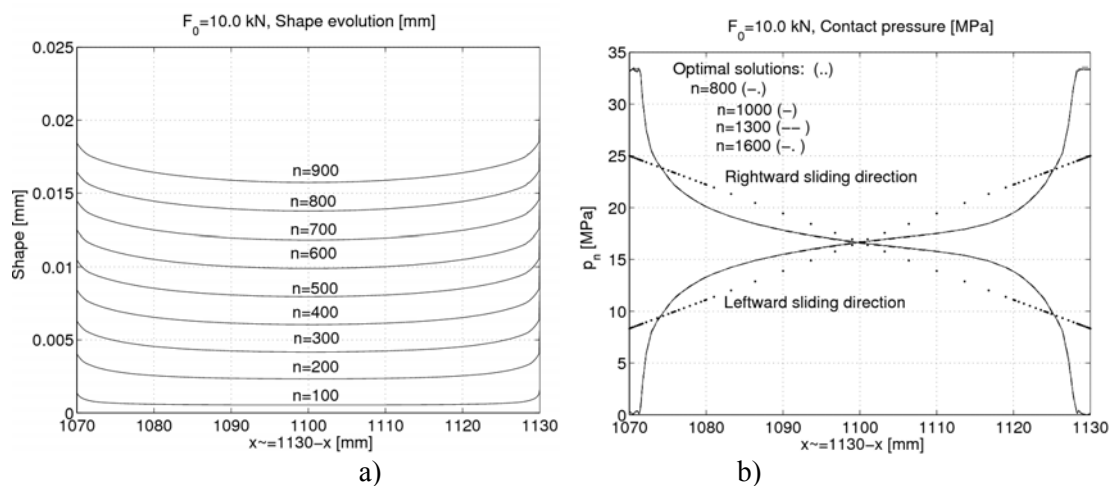 F0=10.0 kN, Shape evolution [mm]
0.025
0.02
0.015
0.01
0.005
0
Shape [mm]
n=900
n=800
n=700
n=600
n=500
n=400
n=300
n=200
n=100
1070 1080 1090 1100 1110 1120 1130
x~=1130-x [mm]
a)
F0=10.0 kN, Contact pressure [MPa]
35
30
25
20
15
10
5
0
pn [MPa]
Optimal solutions: (..)
n=800 (-.)
n=1000 (-)
n=1300 (-- )
n=1600 (-. )
Rightward sliding direction
Leftward sliding direction
1070 1080 1090 1100 1110 1120 1130
x~=1130-x [mm]
b)